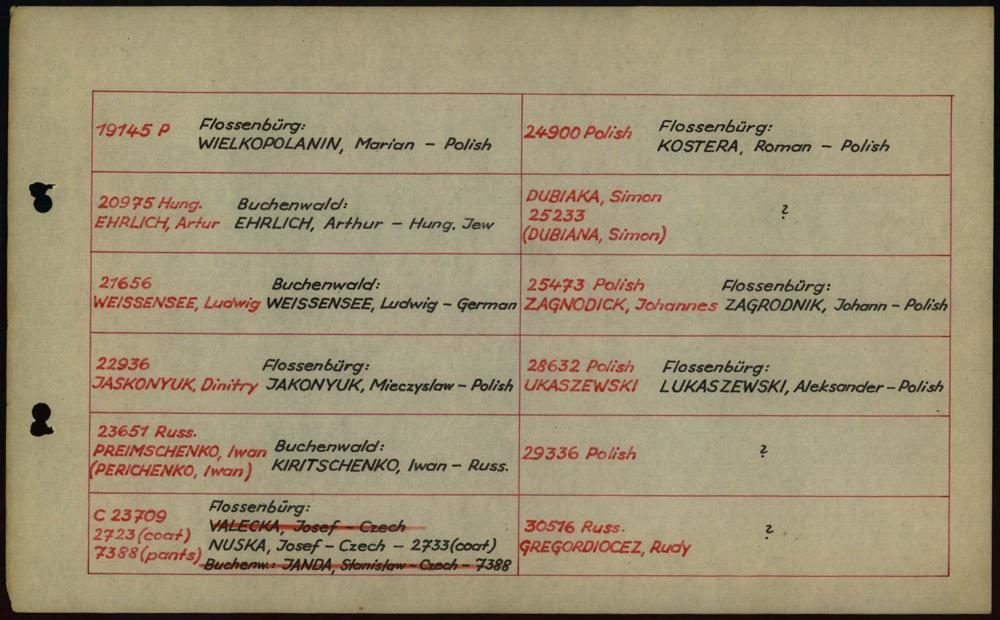 19145 P Flossenbürg:
WIELKOPOLANIN, Marian – Polish
20975 Hung. Buchenwald:
EHRLICH, Artur EHRLICH, Arthur – Hung. Jew
21656 Buchenwald:
WEISSENSEE, Ludwig WEISSENSEE, Ludwig – German
22936 Flossenbürg:
JASKONYUK, Dinitry JAKONYUK, Mieczyslaw – Polish
23651 Russ.
PREIMSCHENKO, Iwan Buchenwald:
(PERICHENKO, Iwan) KIRITSCHENKO, Iwan – Russ.
Flossenbürg:
C 23709 VALECKA, Josef – Czech
2723 (coat) NUSKA, Josef – Czech – 2733 (coat)
7388 (pants) Buchenw.: JANDA, Stanislaw – Czech – 7388
24900 Polish Flossenbürg:
KOSTERA, Roman – Polish
DUBIAKA, Simon
25233 ?
(DUBIANA, Simon)
25473 Polish Flossenbürg:
ZAGNODICK, Johannes ZAGRODNIK, Johann – Polish
28632 Polish Flossenbürg:
UKASZEWSKI LUKASZEWSKI, Aleksander – Polish
29336 Polish ?
30576 Russ. ?
GREGORDIOCEZ, Rudy